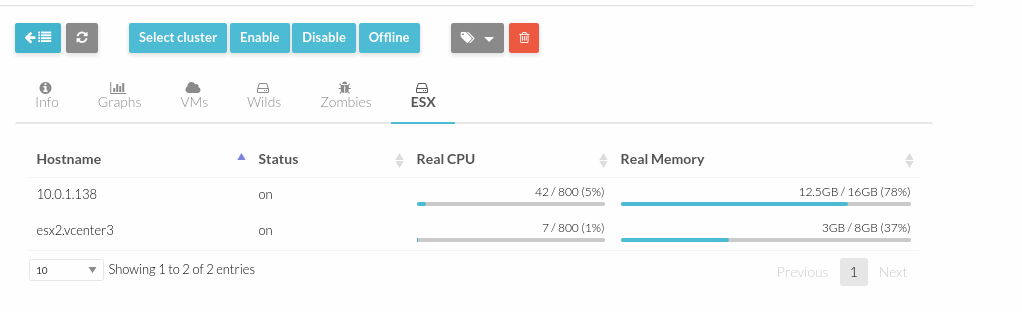 Select cluster Enable Disable Offline
Info Graphs VMs Wilds Zombies ESX
Hostname Status Real CPU Real Memory
10.0.1.138 on 42 / 800 (5%) 12.5GB / 16GB (78%)
esx2.vcenter3 on 7 / 800 (1%) 3GB / 8GB (37%)
10 Showing 1 to 2 of 2 entries Previous 1 Next